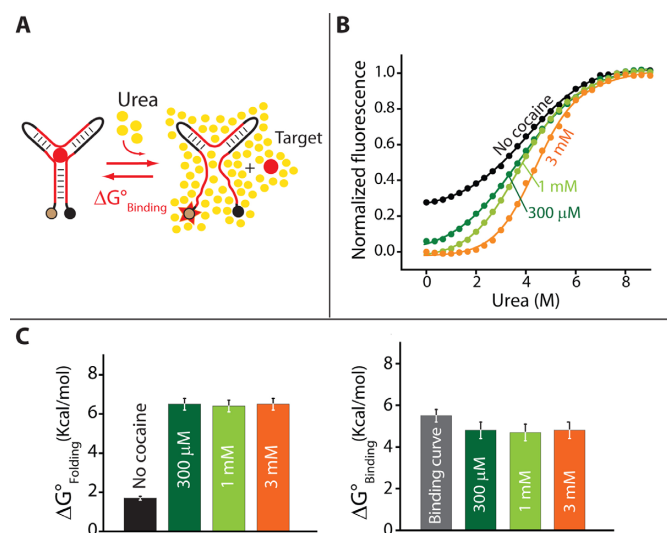 A
Urea
Target
+
ΔG°Binding
B
Normalized fluorescence
1.0
0.8
0.6
0.4
0.2
0.0
No cocaine
3 mM
1 mM
300 μM
0 2 4 6 8
Urea (M)
C
ΔG°Folding(Kcal/mol)
8
6
4
2
0
No cocaine
300 μM
1 mM
3 mM
ΔG°Binding(Kcal/mol)
8
6
4
2
0
Binding curve
300 μM
1 mM
3 mM